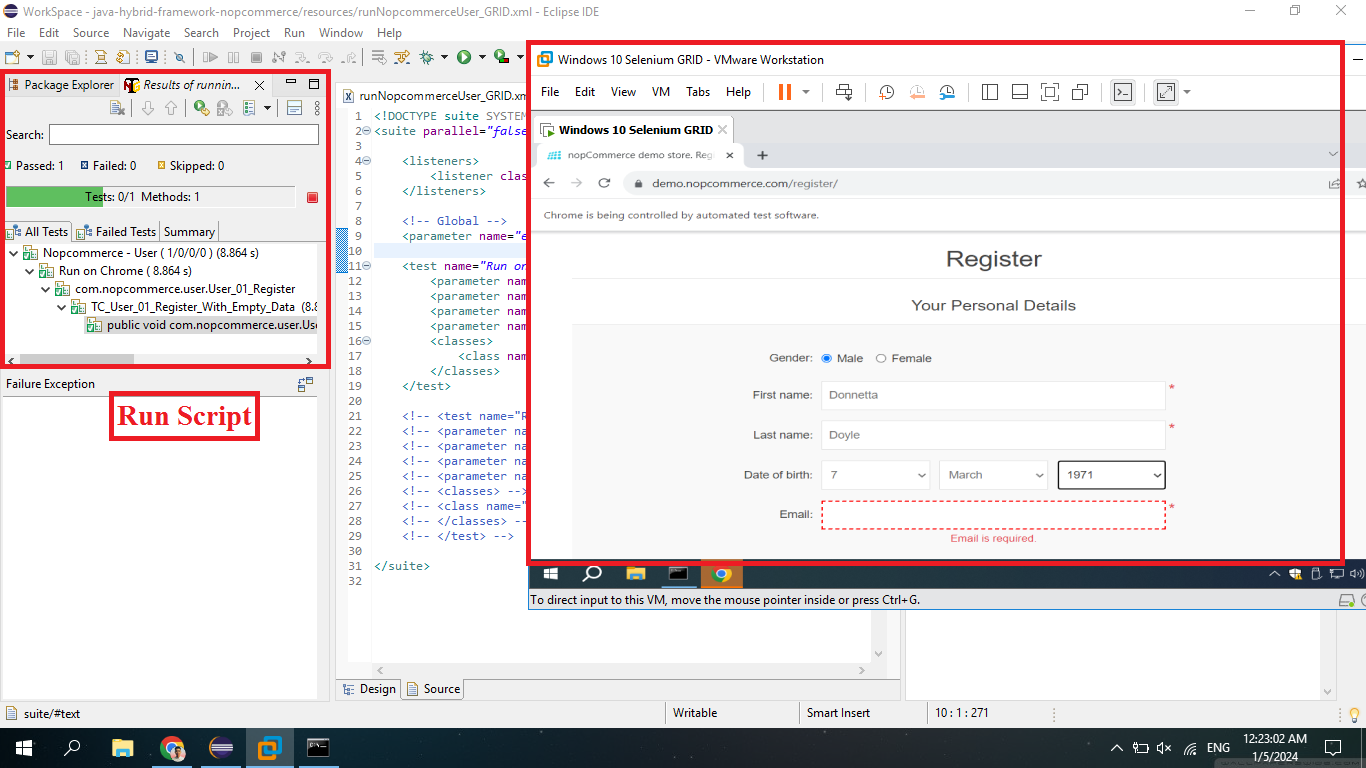 WorkSpace - java-hybrid-framework-nopcommerce/resources/runNopcommerceUser_GRID.xml - Eclipse IDE
File Edit Source Navigate Search Project Run Window Help
Package Explorer
Results of runnin...
Search:
Passed: 1 Failed: 0 Skipped: 0
Tests: 0/1 Methods: 1
All Tests Failed Tests Summary
Nopcommerce - User ( 1/0/0/0 ) (8.864 s)
Run on Chrome ( 8.864 s)
com.nopcommerce.user.User_01_Register
TC_User_01_Register_With_Empty_Data (8.8
public void com.nopcommerce.user.Use
Failure Exception
Run Script
runNopcommerceUser_GRID.xm
1 <!DOCTYPE suite SYSTEM
2 <suite parallel="false
3
4 <listeners>
5 <listener clas
6 </listeners>
7
8 <!-- Global -->
9 <parameter name="e
10
11 <test name="Run on
12 <parameter nam
13 <parameter nam
14 <parameter nam
15 <parameter nam
16 <classes>
17 <class nam
18 </classes>
19 </test>
20
21 <!-- <test name="R
22 <!-- <parameter na
23 <!-- <parameter na
24 <!-- <parameter na
25 <!-- <parameter na
26 <!-- <classes> -->
27 <!-- <class name="
28 <!-- </classes> --
29 <!-- </test> -->
30
31 </suite>
32
Design Source
Windows 10 Selenium GRID - VMware Workstation
File Edit View VM Tabs Help
Windows 10 Selenium GRID
nopCommerce demo store. Reg
demo.nopcommerce.com/register/
Chrome is being controlled by automated test software.
Register
Your Personal Details
Gender: Male Female
First name: Donnetta *
Last name: Doyle *
Date of birth: 7 March 1971
Email: *
Email is required.
To direct input to this VM, move the mouse pointer inside or press Ctrl+G.
suite/#text
Writable
Smart Insert
10 : 1 : 271
ENG
12:23:02 AM
1/5/2024